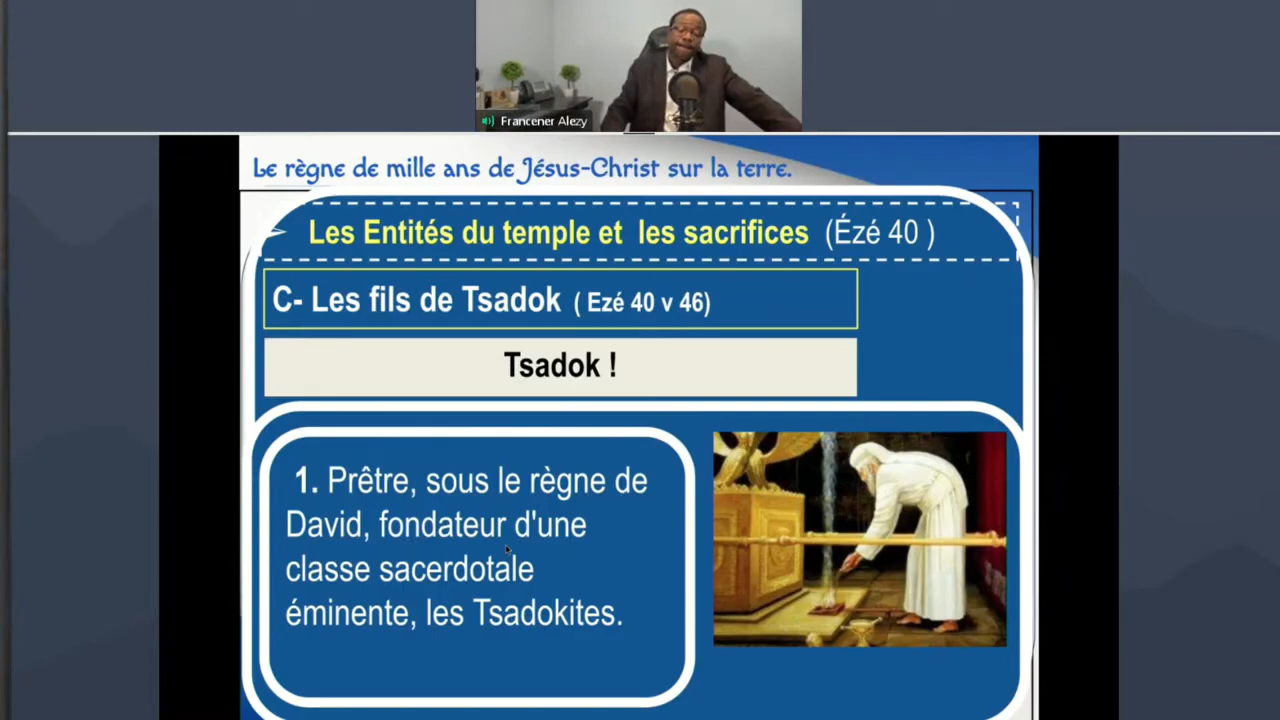 Francener Alezy
Le règne de mille ans de Jésus-Christ sur la terre.
Les Entités du temple et les sacrifices (Ézé 40 )
C- Les fils de Tsadok ( Ezé 40 v 46)
Tsadok !
1. Prêtre, sous le règne de
David, fondateur d'une
classe sacerdotale
éminente, les Tsadokites.